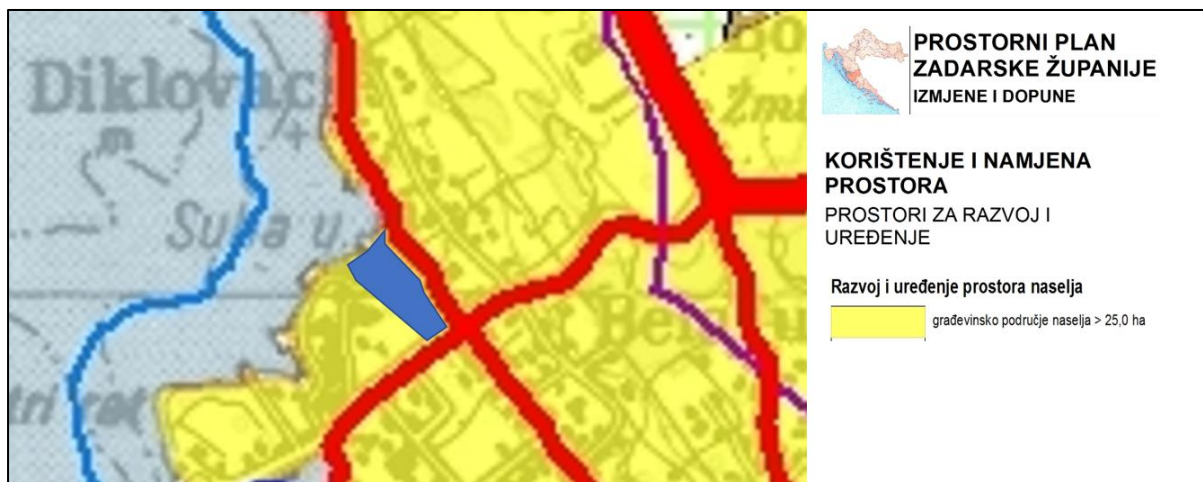 Diklovac
m
Suha u.
PROSTORNI PLAN
ZADARSKE ŽUPANIJE
IZMJENE I DOPUNE
KORIŠTENJE I NAMJENA
PROSTORA
PROSTORI ZA RAZVOJ I
UREĐENJE
Razvoj i uređenje prostora naselja
građevinsko područje naselja > 25,0 ha